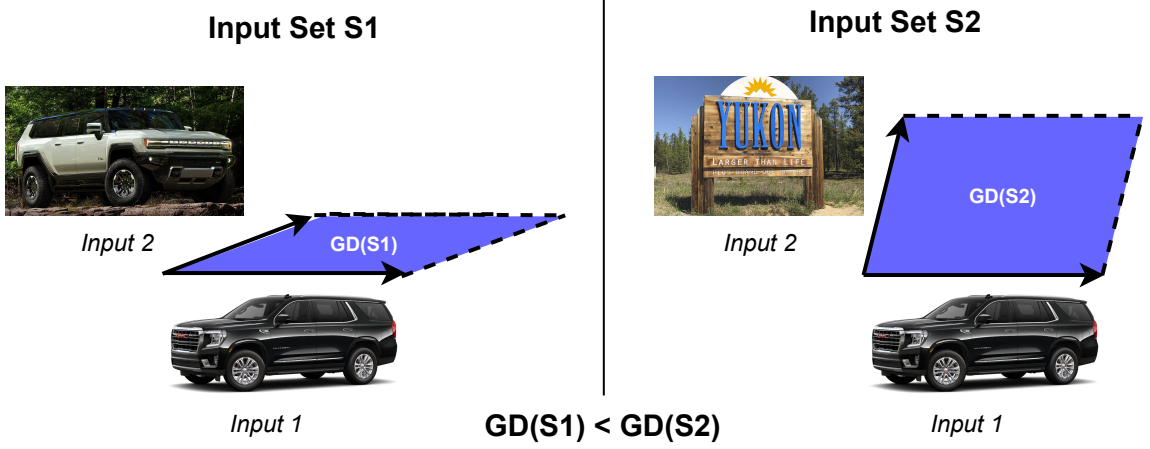 Input Set S1
Input Set S2
YUKON
LARGER THAN LIFE
Input 2
GD(S1)
Input 1
Input 2
GD(S2)
Input 1
GD(S1) < GD(S2)